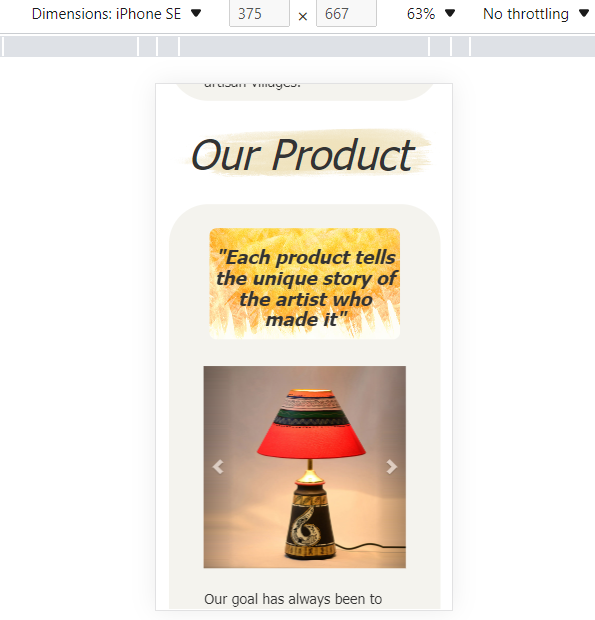 Dimensions: iPhone SE ▼ 375 × 667 63% ▼ No throttling ▼
artisan villages.
Our Product
"Each product tells
the unique story of
the artist who
made it"
Our goal has always been to